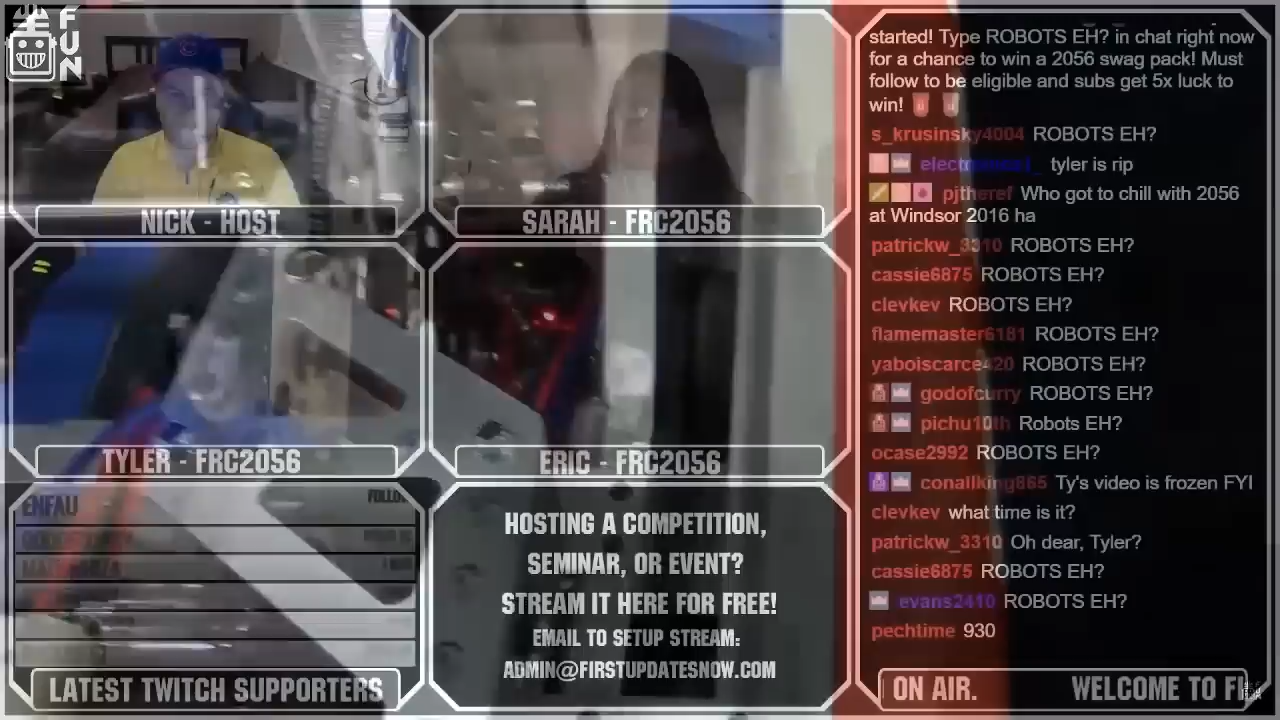 FUN
NICK - HOST
SARAH - FRC2056
TYLER - FRC2056
ERIC - FRC2056
ENFAU
HOSTING A COMPETITION,
SEMINAR, OR EVENT?
STREAM IT HERE FOR FREE!
EMAIL TO SETUP STREAM:
ADMIN@FIRSTUPDATESNOW.COM
LATEST TWITCH SUPPORTERS
started! Type ROBOTS EH? in chat right now
for a chance to win a 2056 swag pack! Must
follow to be eligible and subs get 5x luck to
win!
s_krusinsky4004 ROBOTS EH?
tyler is rip
pjtheref Who got to chill with 2056
at Windsor 2016 ha
patrickw_3310 ROBOTS EH?
cassie6875 ROBOTS EH?
clevkev ROBOTS EH?
flamemaster6181 ROBOTS EH?
yaboiscarce420 ROBOTS EH?
godofcurry ROBOTS EH?
pichu10th Robots EH?
ocase2992 ROBOTS EH?
conallking865 Ty's video is frozen FYI
clevkev what time is it?
patrickw_3310 Oh dear, Tyler?
cassie6875 ROBOTS EH?
evans2410 ROBOTS EH?
pechtime 930
ON AIR. WELCOME TO